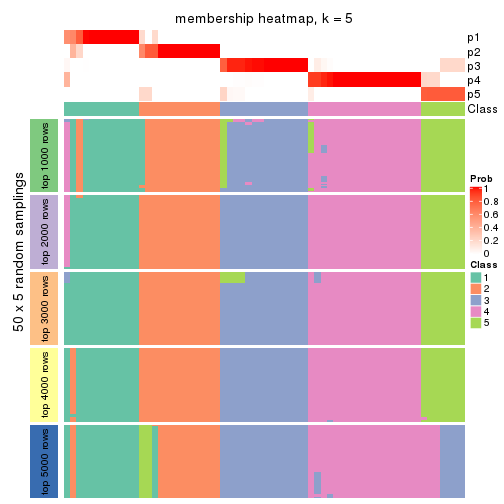 membership heatmap, k = 5
p1
p2
p3
p4
p5
Class
50 x 5 random samplings
top 1000 rows
top 2000 rows
top 3000 rows
top 4000 rows
top 5000 rows
Prob
1
0.8
0.6
0.4
0.2
0
Class
1
2
3
4
5